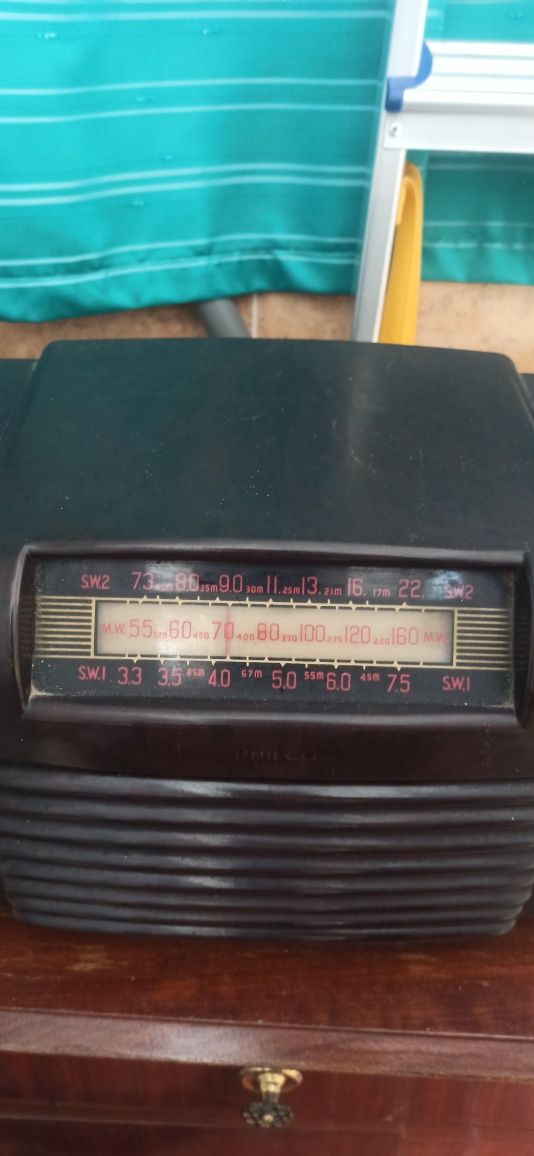 S.W.2 7.3 40m 8.0 35m 9.0 30m 11. 25m 13. 21m 16. 17m 22. S.W.2
M.W. 55 520 60 450 70 400 80 330 100 275 120 220 160 M.W.
S.W.1 3.3 3.5 85m 4.0 67m 5.0 55m 6.0 45m 7.5 S.W.1
PHILCO